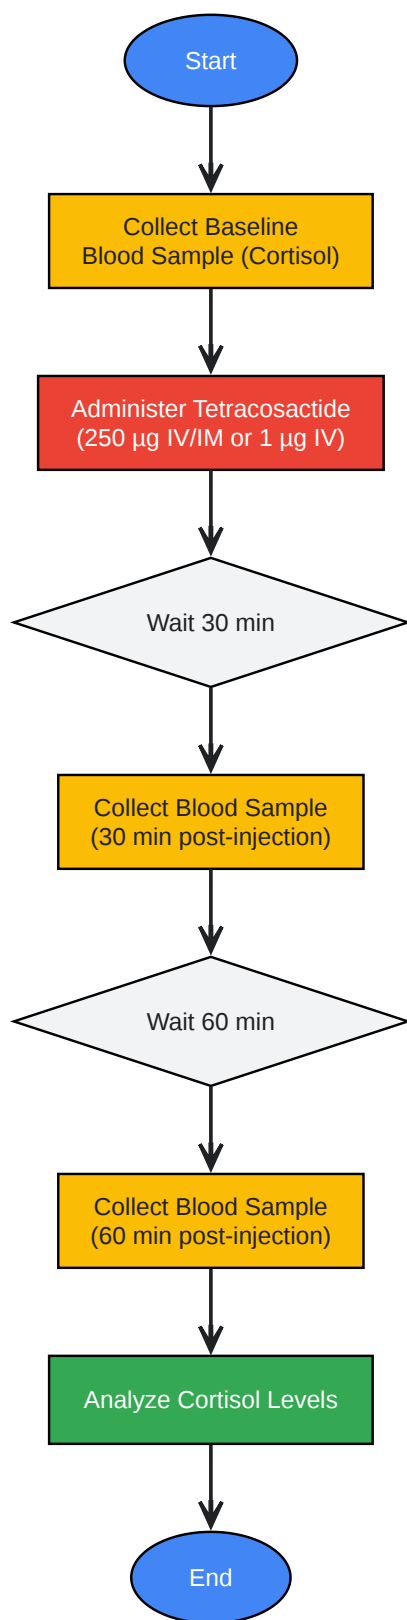 Start
Collect Baseline
Blood Sample (Cortisol)
Administer Tetracosactide
(250 µg IV/IM or 1 µg IV)
Wait 30 min
Collect Blood Sample
(30 min post-injection)
Wait 60 min
Collect Blood Sample
(60 min post-injection)
Analyze Cortisol Levels
End